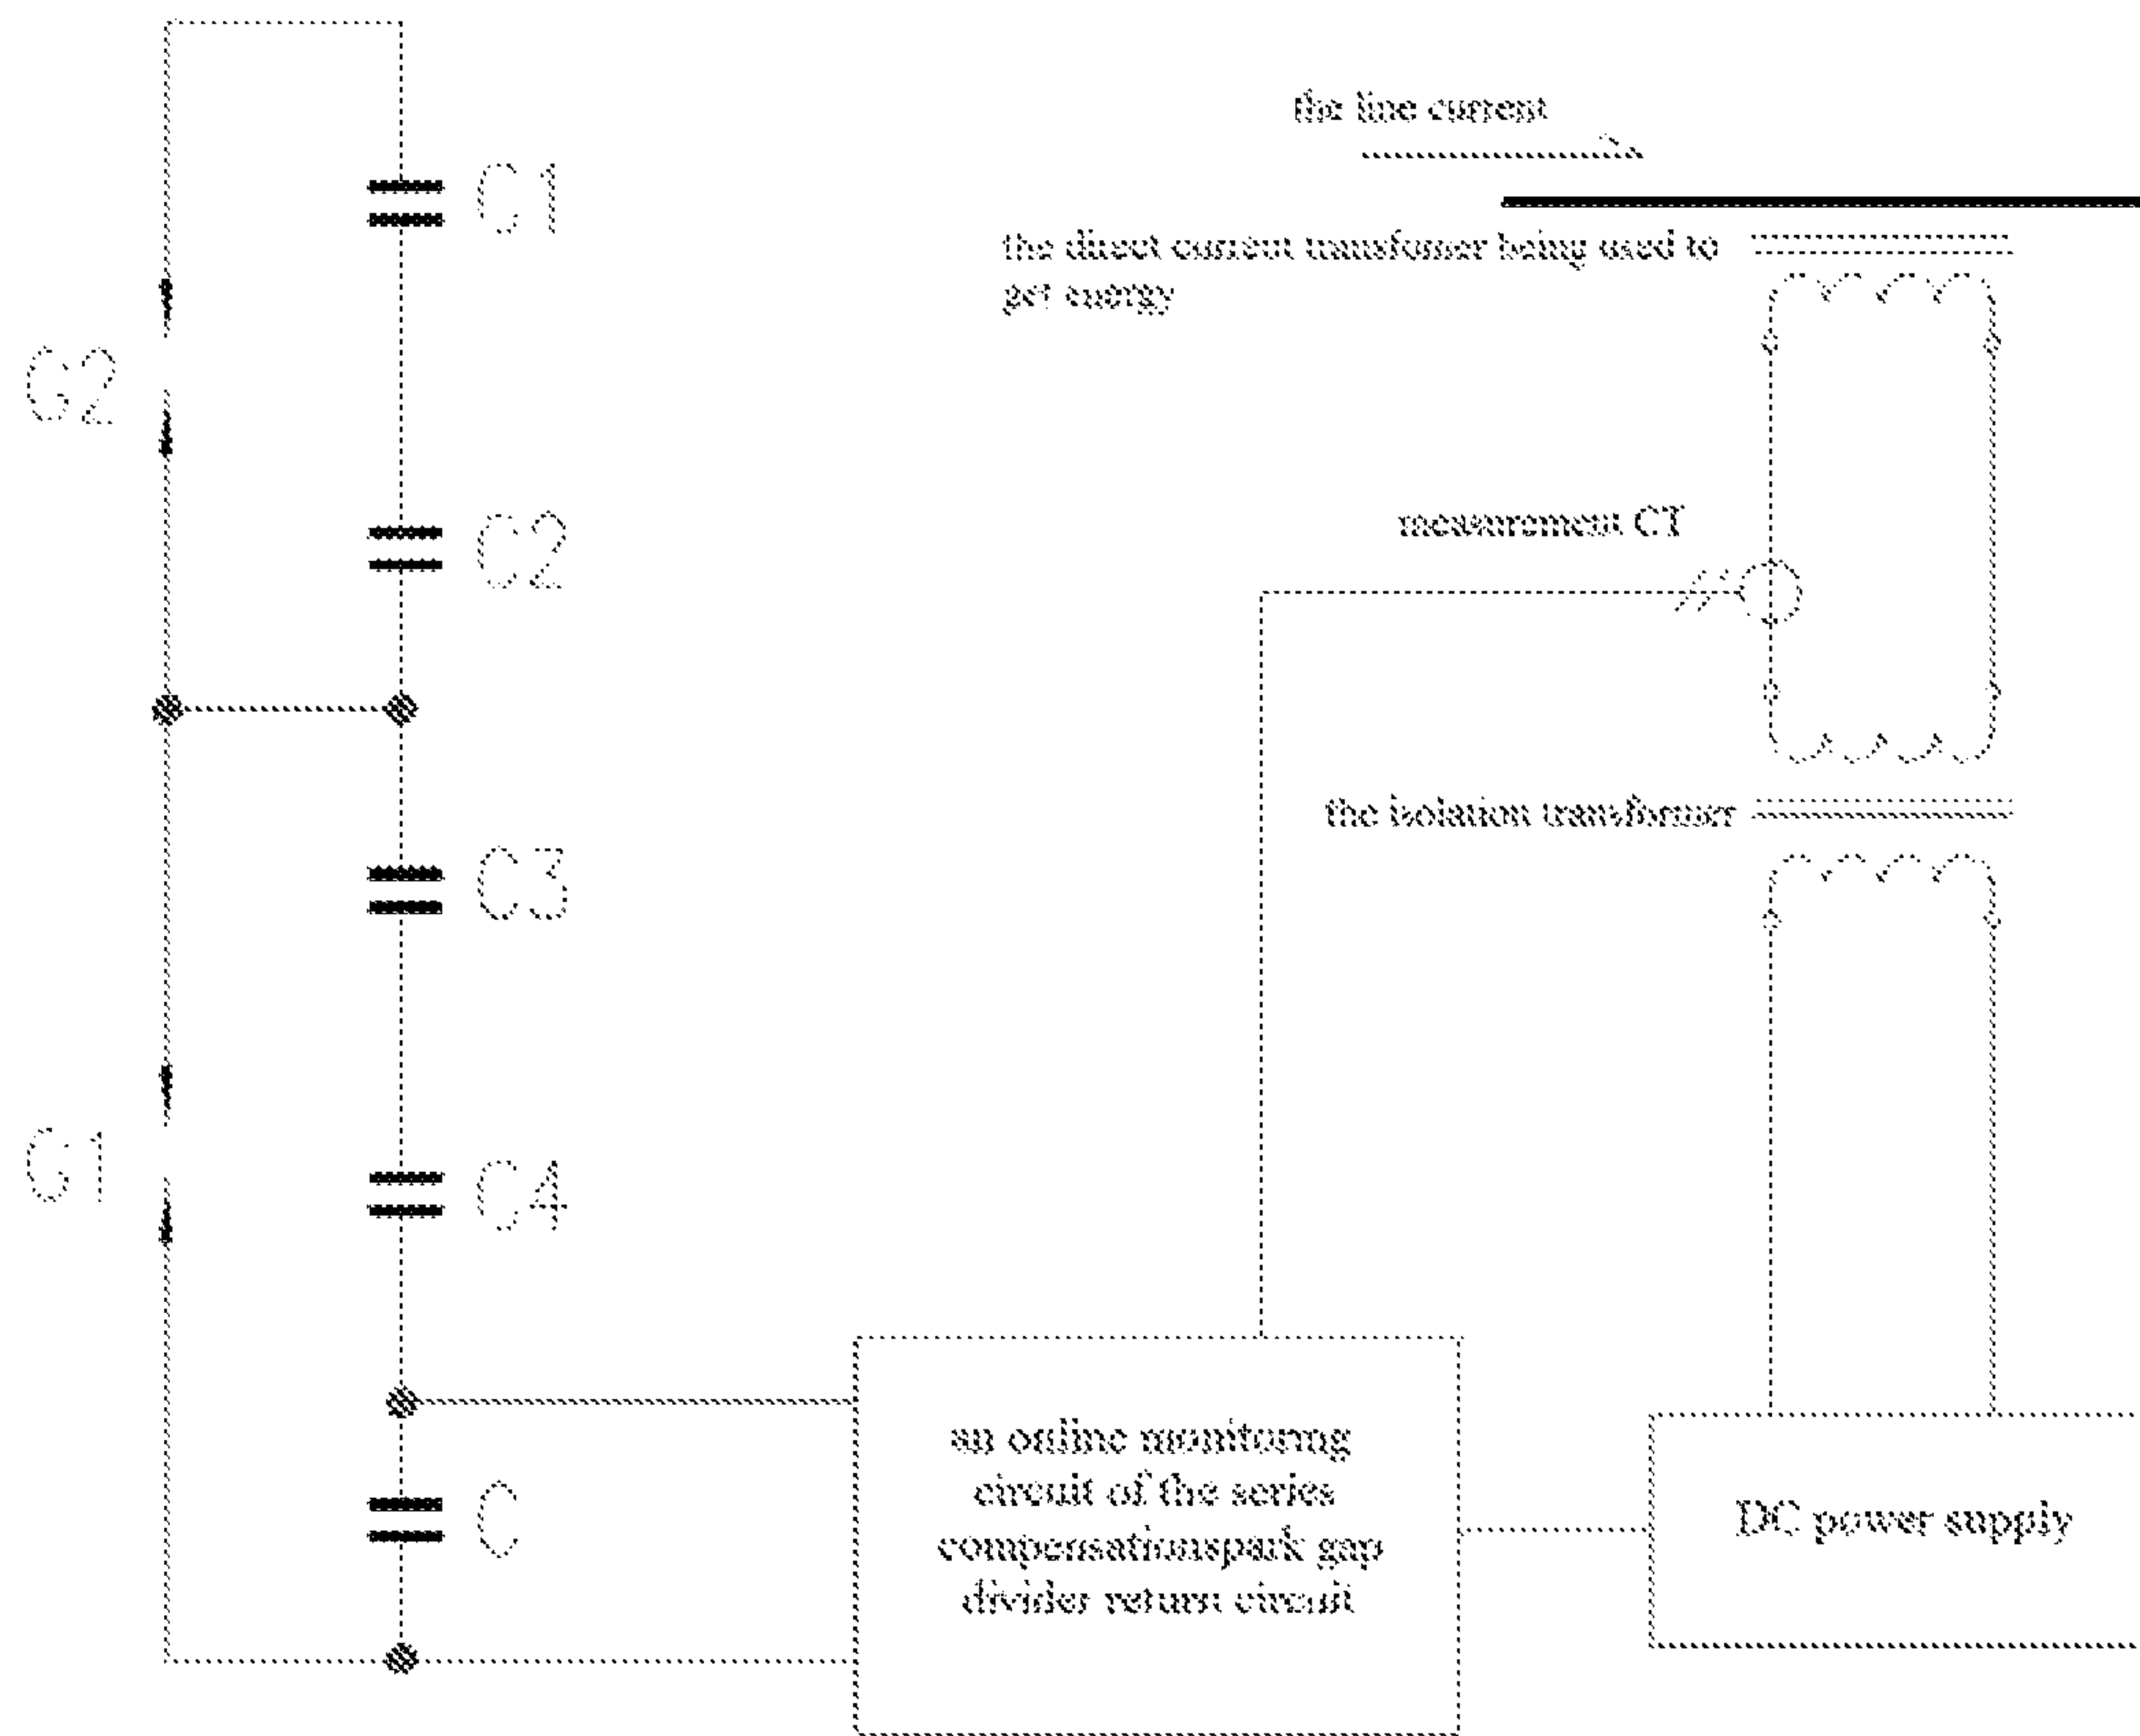 the line current
C1
the direct current transfomer being used to
get energy
G2
measurement CT
C2
the isolation transformer
C3
G1
C4
an online monitoring
circuit of the series
compensationspark gap
divider return circuit
C
DC power supply